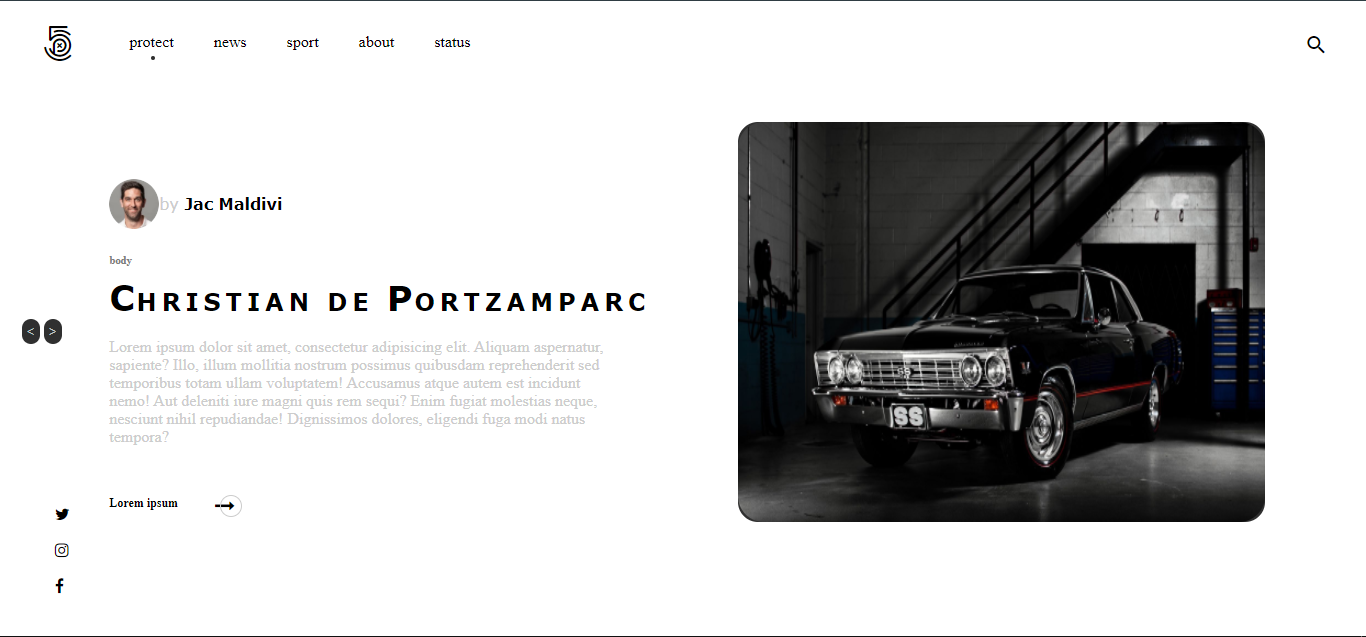 5
protect news sport about status
by Jac Maldivi
body
Christian de Portzamparc
< >
Lorem ipsum dolor sit amet, consectetur adipisicing elit. Aliquam aspernatur,
sapiente? Illo, illum mollitia nostrum possimus quibusdam reprehenderit sed
temporibus totam ullam voluptatem! Accusamus atque autem est incidunt
nemo! Aut deleniti iure magni quis rem sequi? Enim fugiat molestias neque,
nesciunt nihil repudiandae! Dignissimos dolores, eligendi fuga modi natus
tempora?
Lorem ipsum
SS